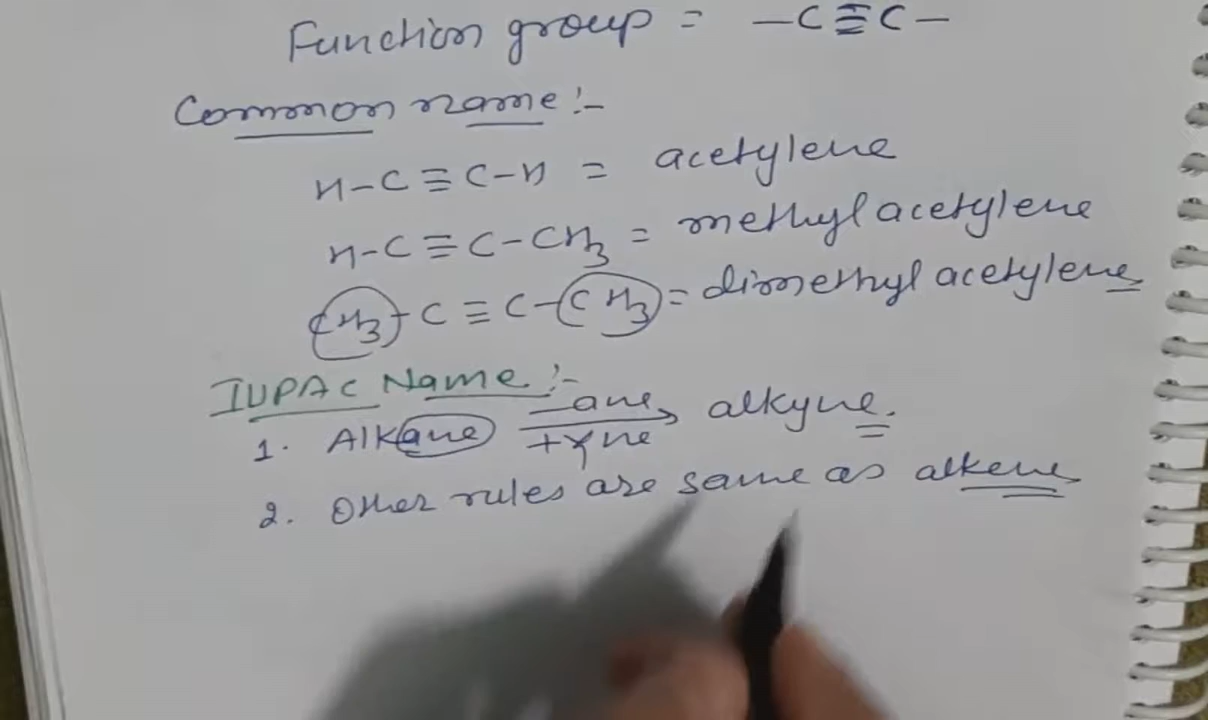 Function group = -C≡C-
Common name :-
H-C≡C-H = acetylene
H-C≡C-CH3 = methyl acetylene
CH3-C≡C-CH3 = dimethyl acetylene
IUPAC Name :-
1. Alkane -ane +yne alkyne.
2. Other rules are same as alkene